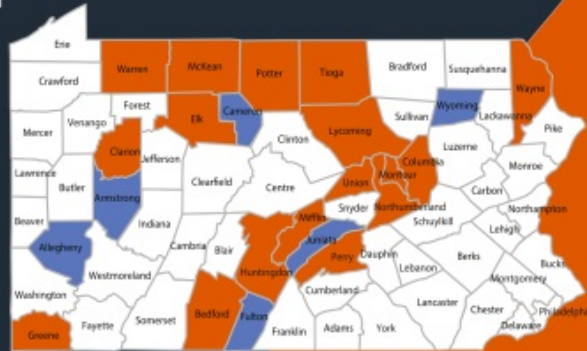 Erie
Warren
McKean
Potter
Tioga
Bradford
Susquehanna
Crawford
Wayne
Forest
Cameron
Wyoming
Lackawanna
Elk
Sullivan
Pike
Mercer
Venango
Lycoming
Clinton
Luzerne
Clarion
Jefferson
Columbia
Monroe
Lawrence
Butler
Clearfield
Centre
Union
Montour
Carbon
Armstrong
Snyder
Northumberland
Northampton
Beaver
Indiana
Mifflin
Schuylkill
Lehigh
Allegherry
Cambria
Blair
Juniata
Perry
Dauphin
Berks
Bucks
Westmoreland
Huntingdon
Lebanon
Montgomery
Washington
Cumberland
Somerset
Bedford
Fulton
Lancaster
Chester
Philadelphi
Greene
Fayette
Franklin
Adams
York
Delaware